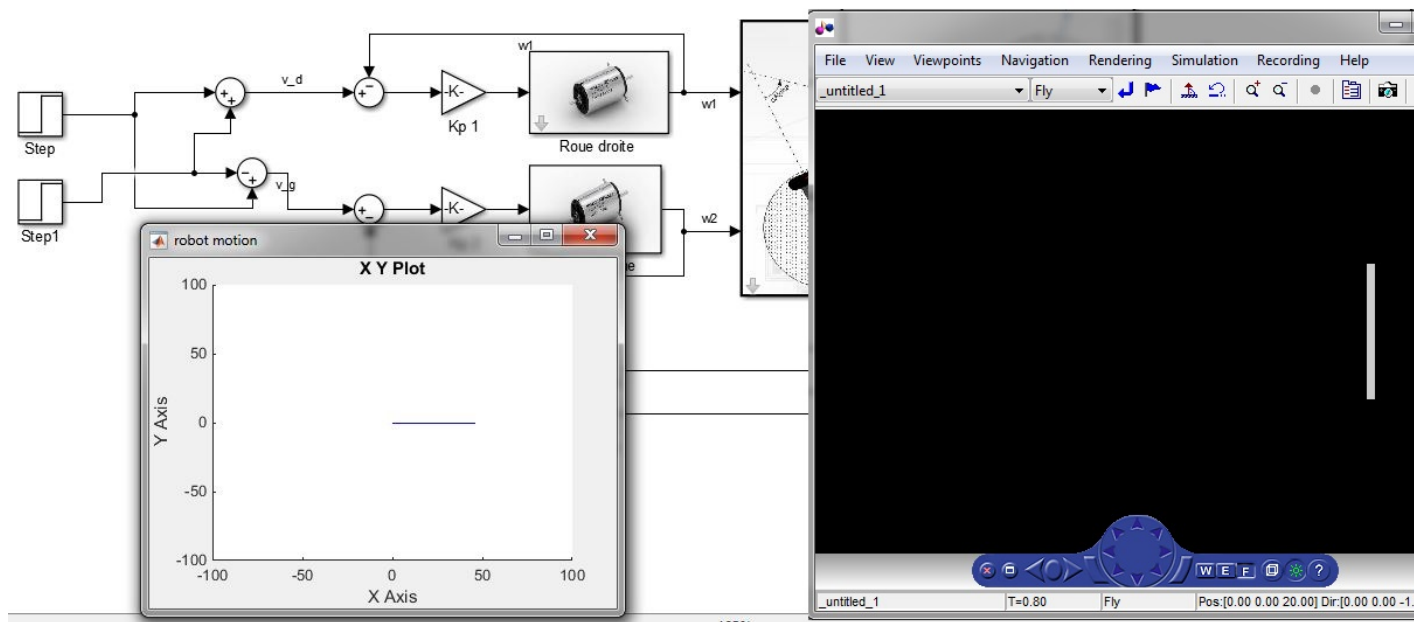 w1
v_d
-K-
Step
Kp 1
Roue droite
w1
v_g
Step1
-K-
w2
robot motion
X Y Plot
100
50
0
-50
-100
-100
-50
0
50
100
Y Axis
X Axis
File View Viewpoints Navigation Rendering Simulation Recording Help
_untitled_1 Fly
W E F ?
_untitled_1 T=0.80 Fly Pos:[0.00 0.00 20.00] Dir:[0.00 0.00 -1.